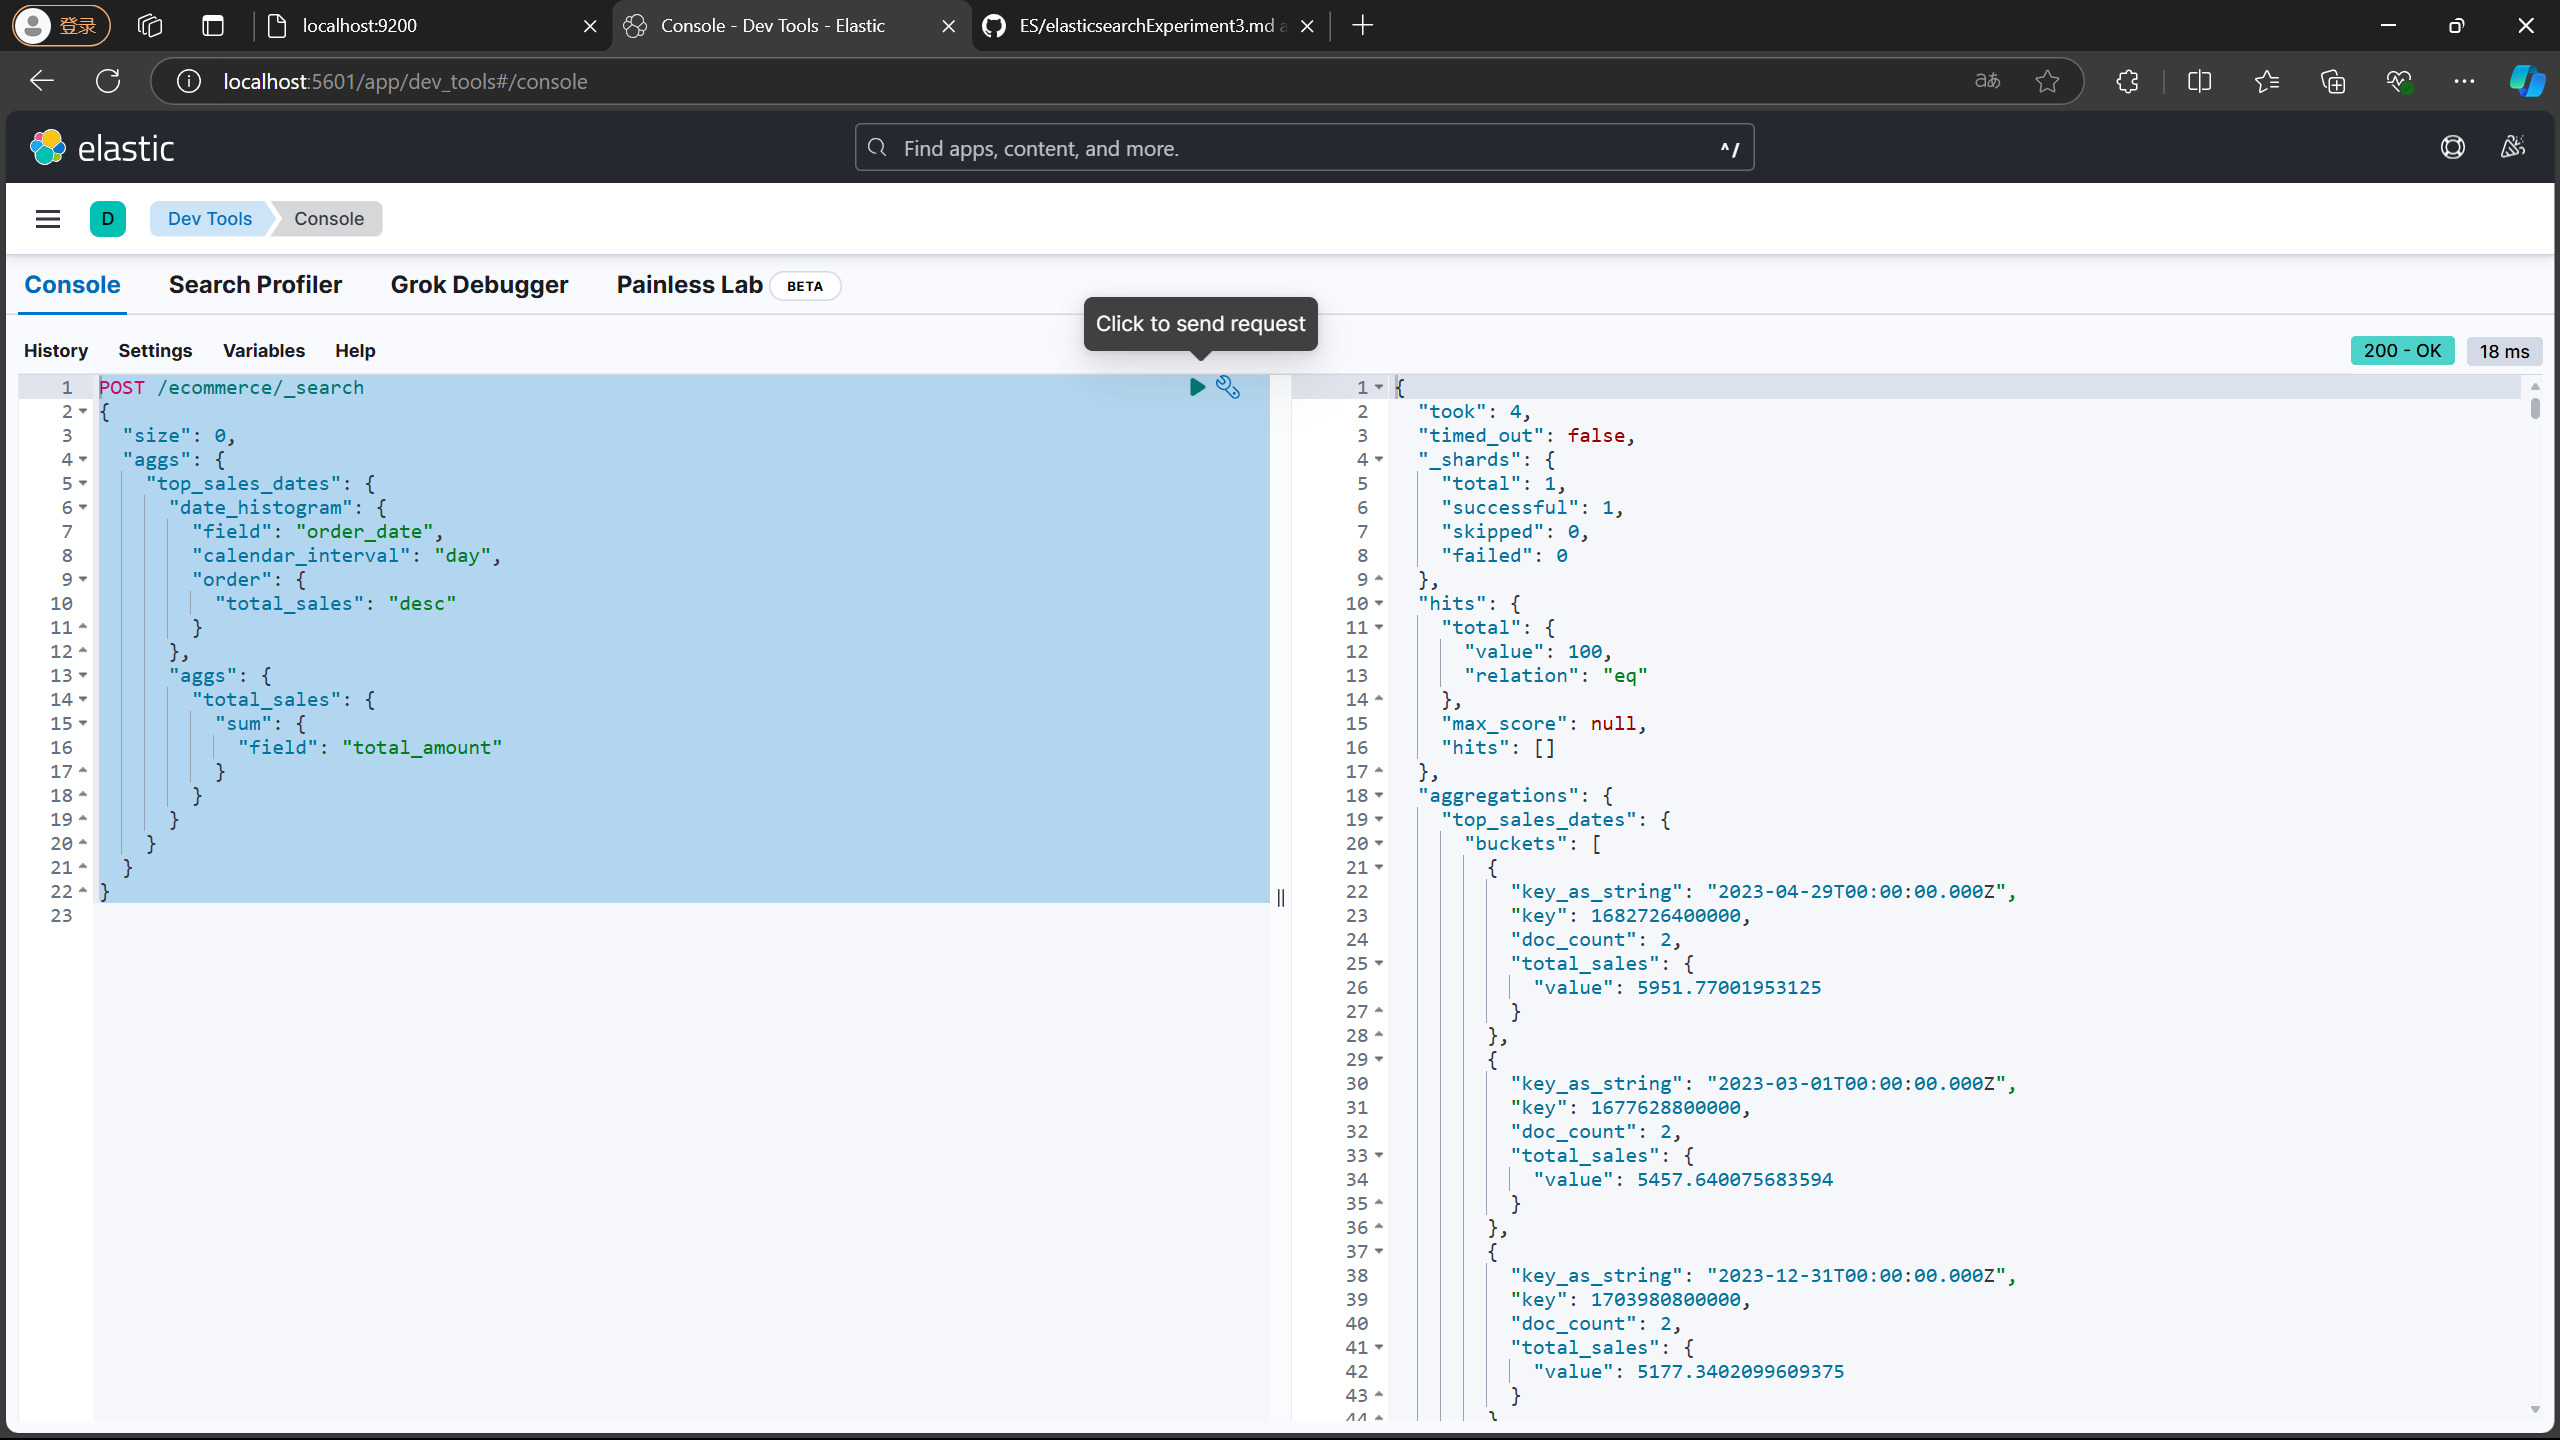 登录
localhost:9200
Console - Dev Tools - Elastic
ES/elasticsearchExperiment3.md a
localhost:5601/app/dev_tools#/console
aあ
elastic
Find apps, content, and more.
^/
D
Dev Tools
Console
Console
Search Profiler
Grok Debugger
Painless Lab
BETA
Click to send request
History
Settings
Variables
Help
200 - OK
18 ms
1 POST /ecommerce/_search
2 {
3 "size": 0,
4 "aggs": {
5 "top_sales_dates": {
6 "date_histogram": {
7 "field": "order_date",
8 "calendar_interval": "day",
9 "order": {
10 "total_sales": "desc"
11 }
12 },
13 "aggs": {
14 "total_sales": {
15 "sum": {
16 "field": "total_amount"
17 }
18 }
19 }
20 }
21 }
22 }
23
1 {
2 "took": 4,
3 "timed_out": false,
4 "_shards": {
5 "total": 1,
6 "successful": 1,
7 "skipped": 0,
8 "failed": 0
9 },
10 "hits": {
11 "total": {
12 "value": 100,
13 "relation": "eq"
14 },
15 "max_score": null,
16 "hits": []
17 },
18 "aggregations": {
19 "top_sales_dates": {
20 "buckets": [
21 {
22 "key_as_string": "2023-04-29T00:00:00.000Z",
23 "key": 1682726400000,
24 "doc_count": 2,
25 "total_sales": {
26 "value": 5951.77001953125
27 }
28 },
29 {
30 "key_as_string": "2023-03-01T00:00:00.000Z",
31 "key": 1677628800000,
32 "doc_count": 2,
33 "total_sales": {
34 "value": 5457.640075683594
35 }
36 },
37 {
38 "key_as_string": "2023-12-31T00:00:00.000Z",
39 "key": 1703980800000,
40 "doc_count": 2,
41 "total_sales": {
42 "value": 5177.3402099609375
43 }
44 }